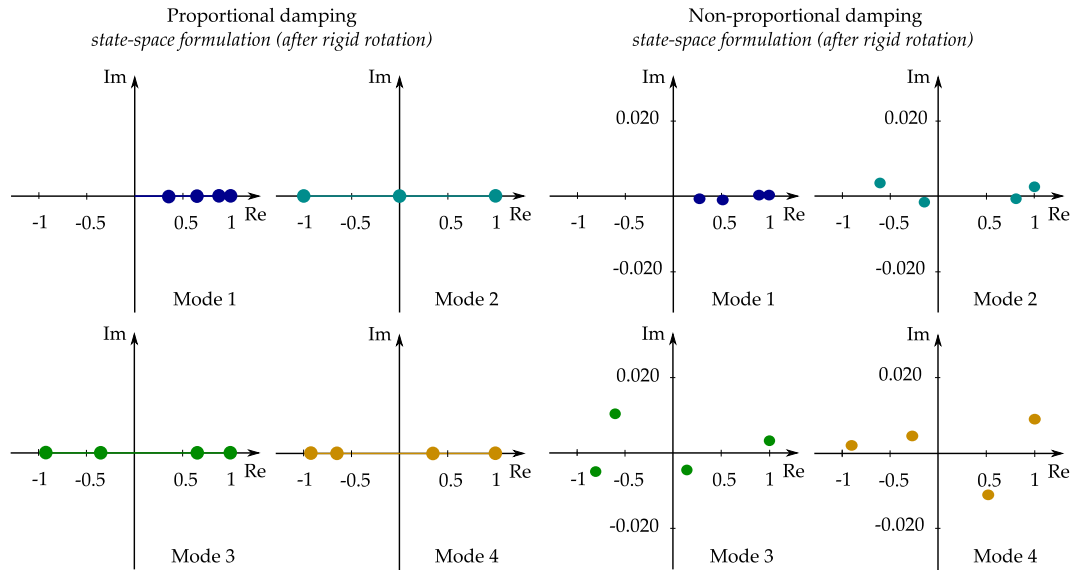 Proportional damping
state-space formulation (after rigid rotation)
Non-proportional damping
state-space formulation (after rigid rotation)
Im
-1
-0.5
0.5
1
Re
Mode 1
Im
-1
-0.5
0.5
1
Re
Mode 2
Im
0.020
-1
-0.5
0.5
1
Re
-0.020
Mode 1
Im
0.020
-1
-0.5
0.5
1
Re
-0.020
Mode 2
Im
-1
-0.5
0.5
1
Re
Mode 3
Im
-1
-0.5
0.5
1
Re
Mode 4
Im
0.020
-1
-0.5
0.5
1
Re
-0.020
Mode 3
Im
0.020
-1
-0.5
0.5
1
Re
-0.020
Mode 4